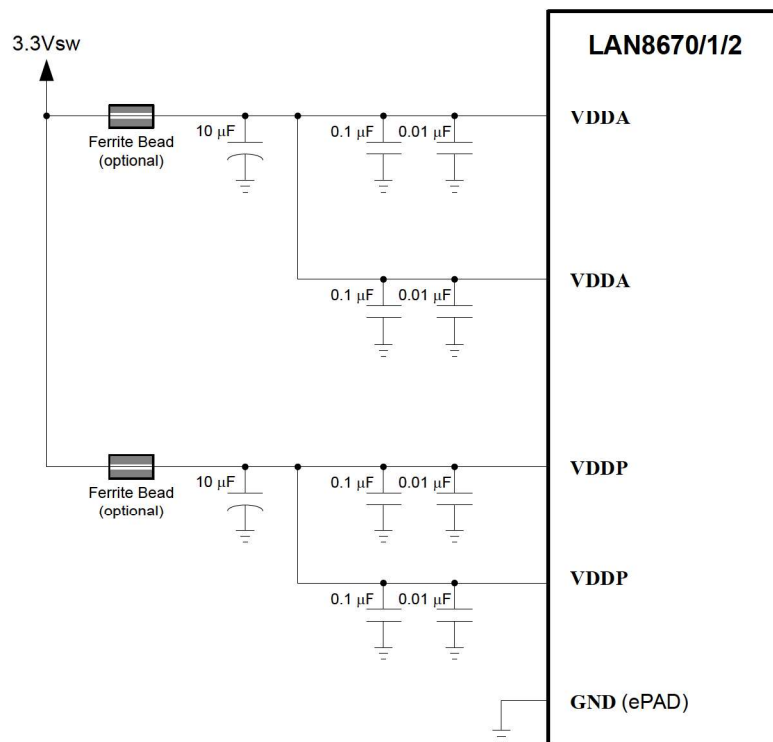 LAN8670/1/2
3.3Vsw
10 μF
0.1 μF
0.01 μF
VDDA
Ferrite Bead
(optional)
VDDA
0.1 μF
0.01 μF
VDDP
10 μF
0.1 μF
0.01 μF
Ferrite Bead
(optional)
VDDP
0.1 μF
0.01 μF
GND (ePAD)